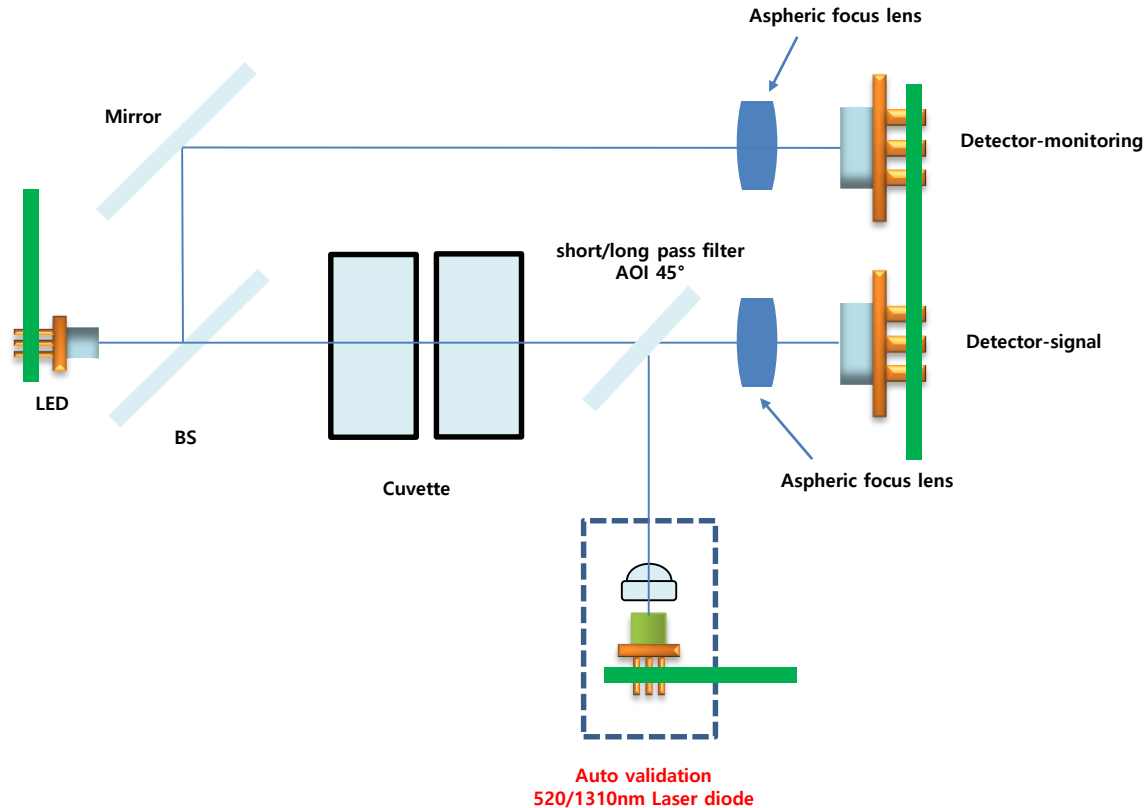 Aspheric focus lens
Mirror
Detector-monitoring
short/long pass filter
AOI 45°
Detector-signal
LED
BS
Cuvette
Aspheric focus lens
Auto validation
520/1310nm Laser diode